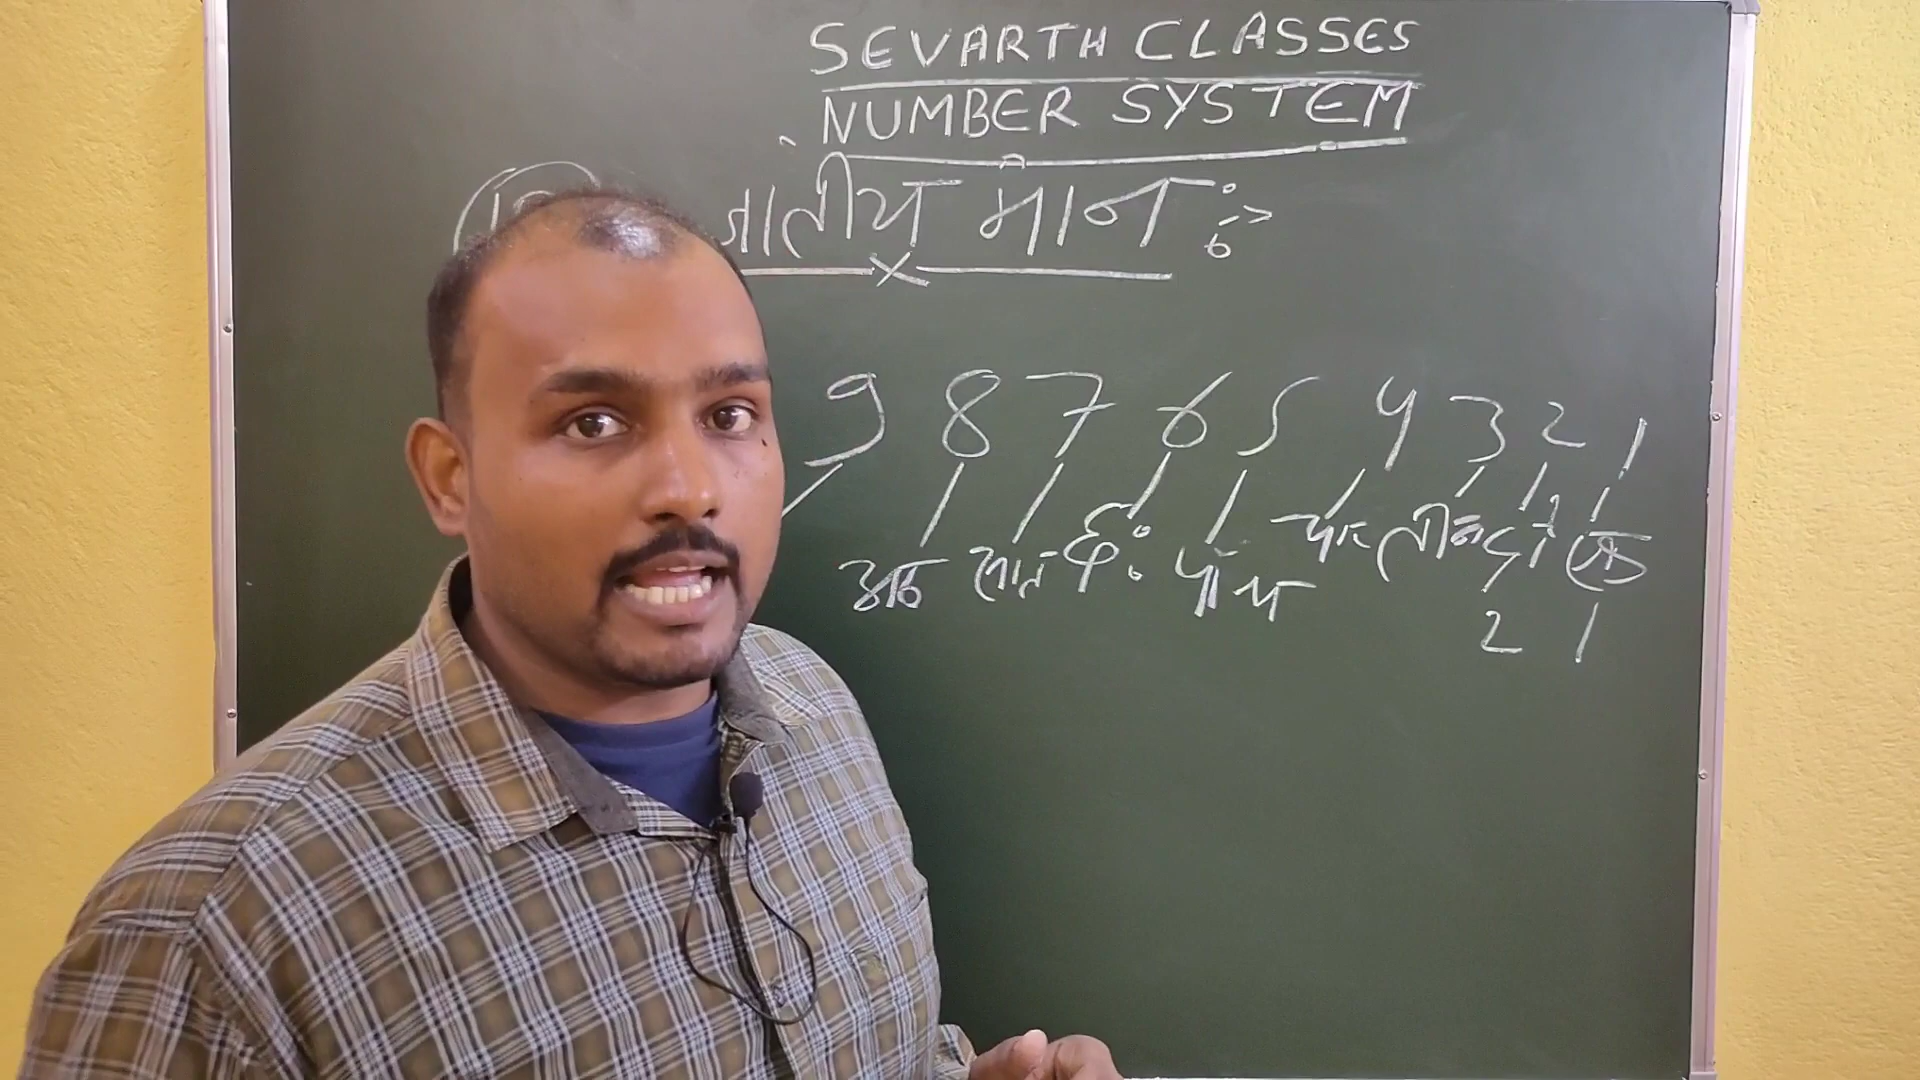 SEVARTH CLASSES
NUMBER SYSTEM
जातीय मान :->
9 8 7 6 5 4 3 2 1
आठ सात छः पाँच चार तीन दो एक
2 1